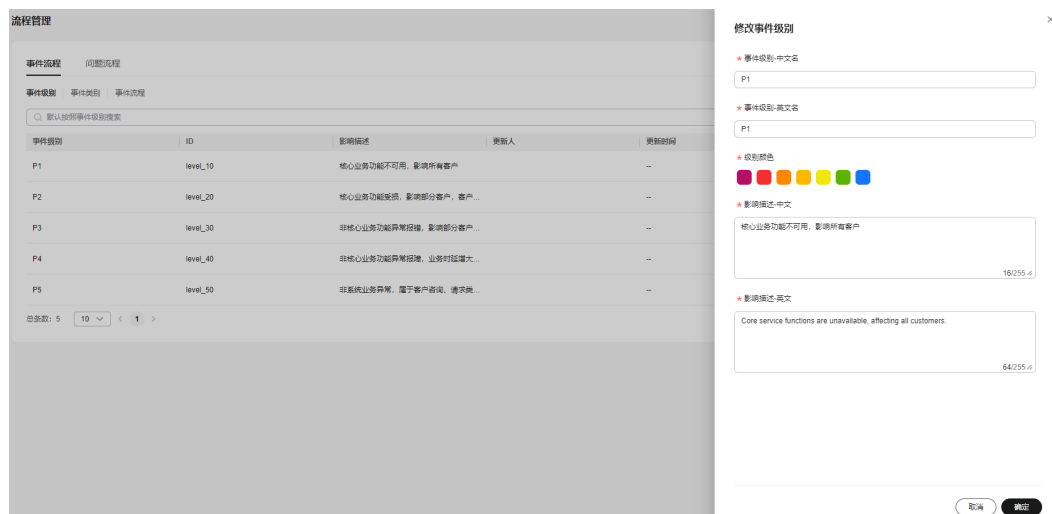 流程管理
事件流程 问题流程
事件级别 事件类别 事件流程
默认按照事件级别搜索
事件级别 ID 影响描述 更新人 更新时间
P1 level_10 核心业务功能不可用，影响所有客户 --
P2 level_20 核心业务功能受损，影响部分客户，客户... --
P3 level_30 非核心业务功能异常报错，影响部分客户... --
P4 level_40 非核心业务功能异常报障，业务时延增大... --
P5 level_50 非系统业务异常，属于客户咨询、请求类... --
总条数：5 10 < 1 >
修改事件级别
* 事件级别-中文名
P1
* 事件级别-英文名
P1
* 级别颜色
* 影响描述-中文
核心业务功能不可用，影响所有客户
16/255
* 影响描述-英文
Core service functions are unavailable, affecting all customers.
64/255
取消 确定